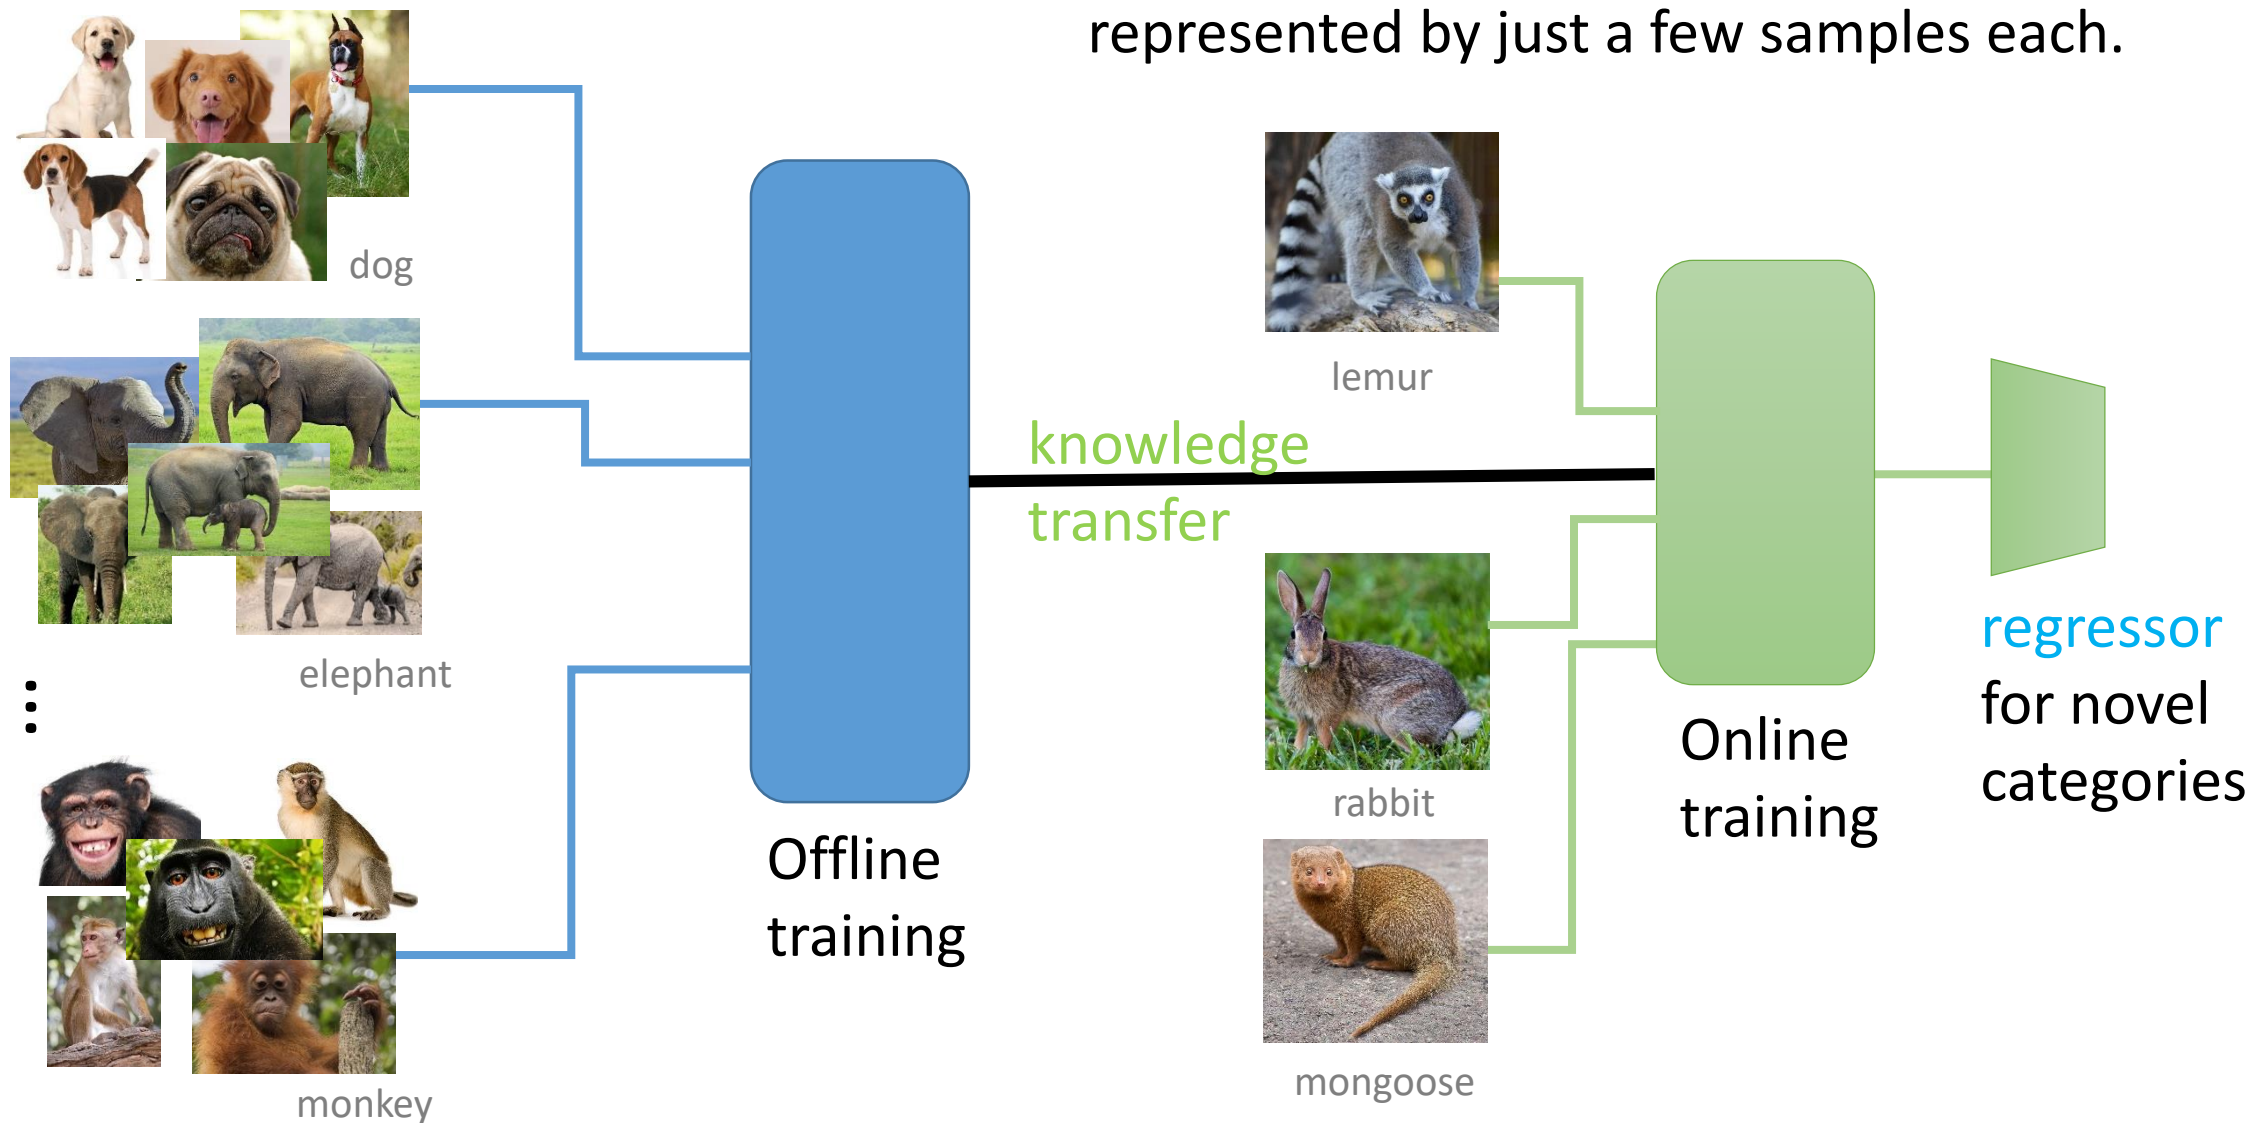 represented by just a few samples each.
dog
lemur
knowledge
transfer
elephant
regressor
for novel
categories
Online
training
rabbit
Offline
training
mongoose
monkey